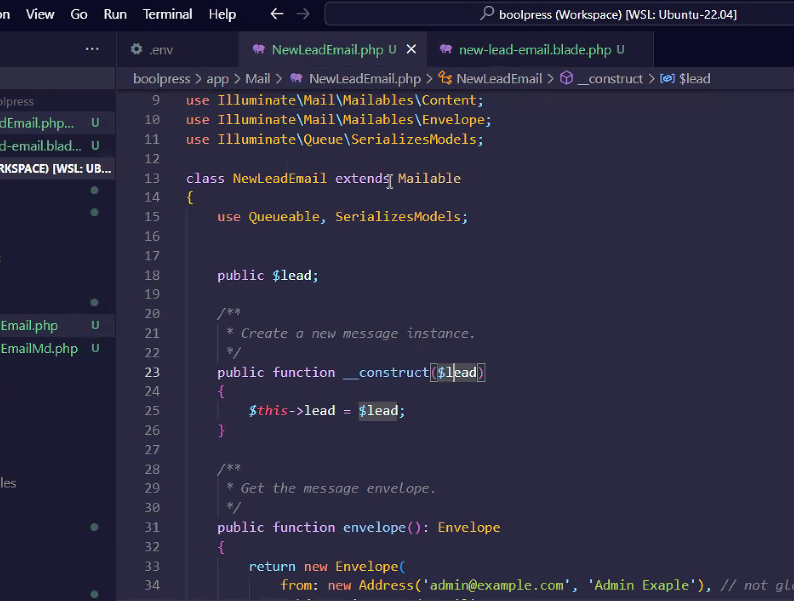 on View Go Run Terminal Help ← → boolpress (Workspace) [WSL: Ubuntu-22.04]
... .env NewLeadEmail.php U × new-lead-email.blade.php U
boolpress > app > Mail > NewLeadEmail.php > NewLeadEmail > __construct > $lead
olpress
dEmail.php... U
d-email.blad... U
RKSPACE) [WSL: UB...
Email.php U
EmailMd.php U
les
9 use Illuminate\Mail\Mailables\Content;
10 use Illuminate\Mail\Mailables\Envelope;
11 use Illuminate\Queue\SerializesModels;
12
13 class NewLeadEmail extends Mailable
14 {
15 use Queueable, SerializesModels;
16
17
18 public $lead;
19
20 /**
21 * Create a new message instance.
22 */
23 public function __construct($lead)
24 {
25 $this->lead = $lead;
26 }
27
28 /**
29 * Get the message envelope.
30 */
31 public function envelope(): Envelope
32 {
33 return new Envelope(
34 from: new Address('admin@example.com', 'Admin Exaple'), // not glo